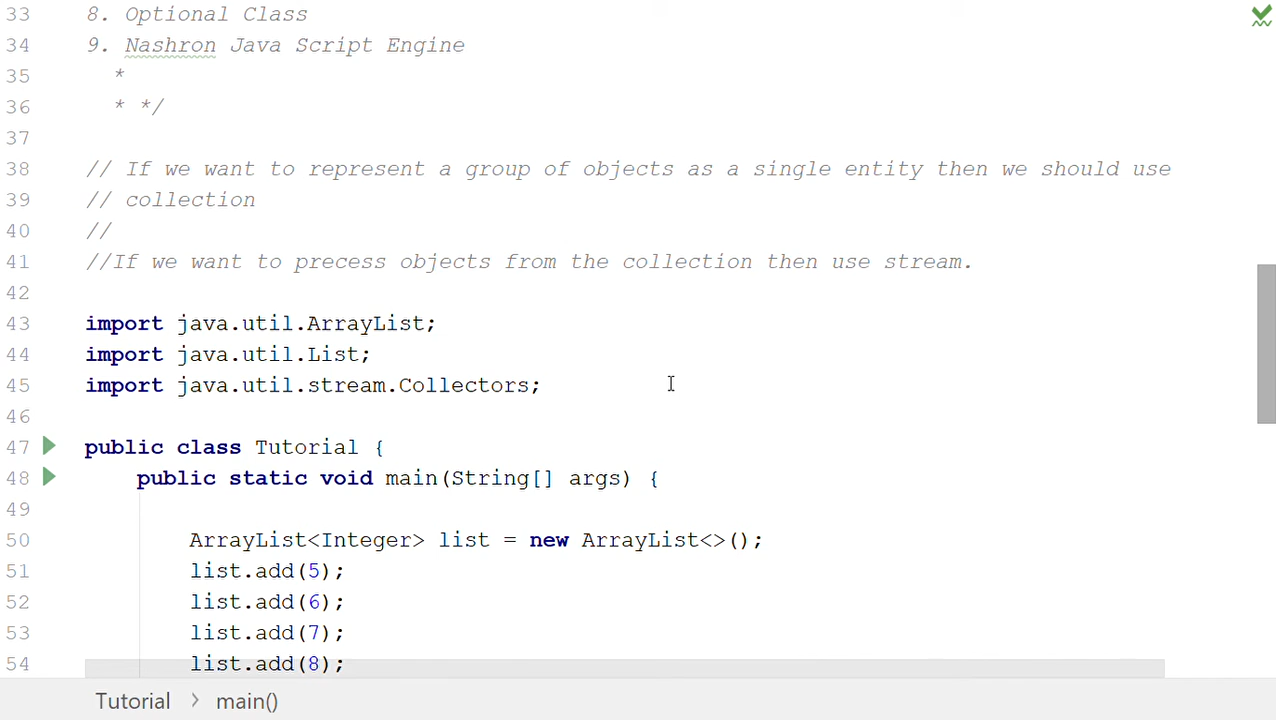 33 8. Optional Class
34 9. Nashron Java Script Engine
35 *
36 * */
37
38 // If we want to represent a group of objects as a single entity then we should use
39 // collection
40 //
41 //If we want to precess objects from the collection then use stream.
42
43 import java.util.ArrayList;
44 import java.util.List;
45 import java.util.stream.Collectors;
46
47 public class Tutorial {
48 public static void main(String[] args) {
49
50 ArrayList<Integer> list = new ArrayList<>();
51 list.add(5);
52 list.add(6);
53 list.add(7);
54 list.add(8);
Tutorial > main()